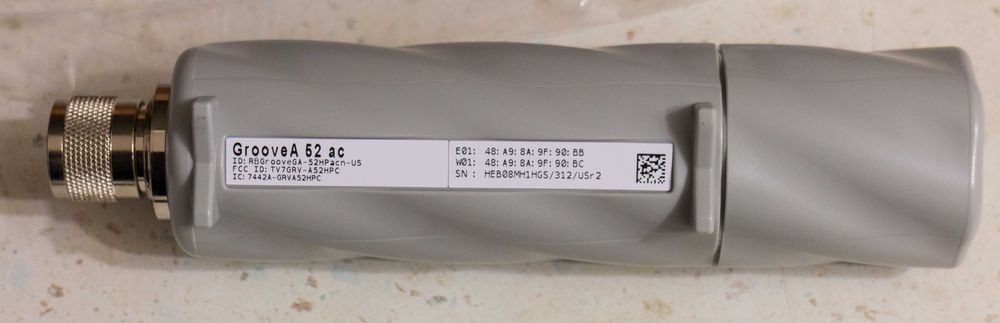 GrooveA 52 ac
ID: RBGrooveGA-52HPacn-US
FCC ID: TV7GRV-A52HPC
IC: 7442A-GRVA52HPC
E01: 48:A9:8A:9F:90:BB
W01: 48:A9:8A:9F:90:BC
SN : HEB08MH1HGS/312/USr2